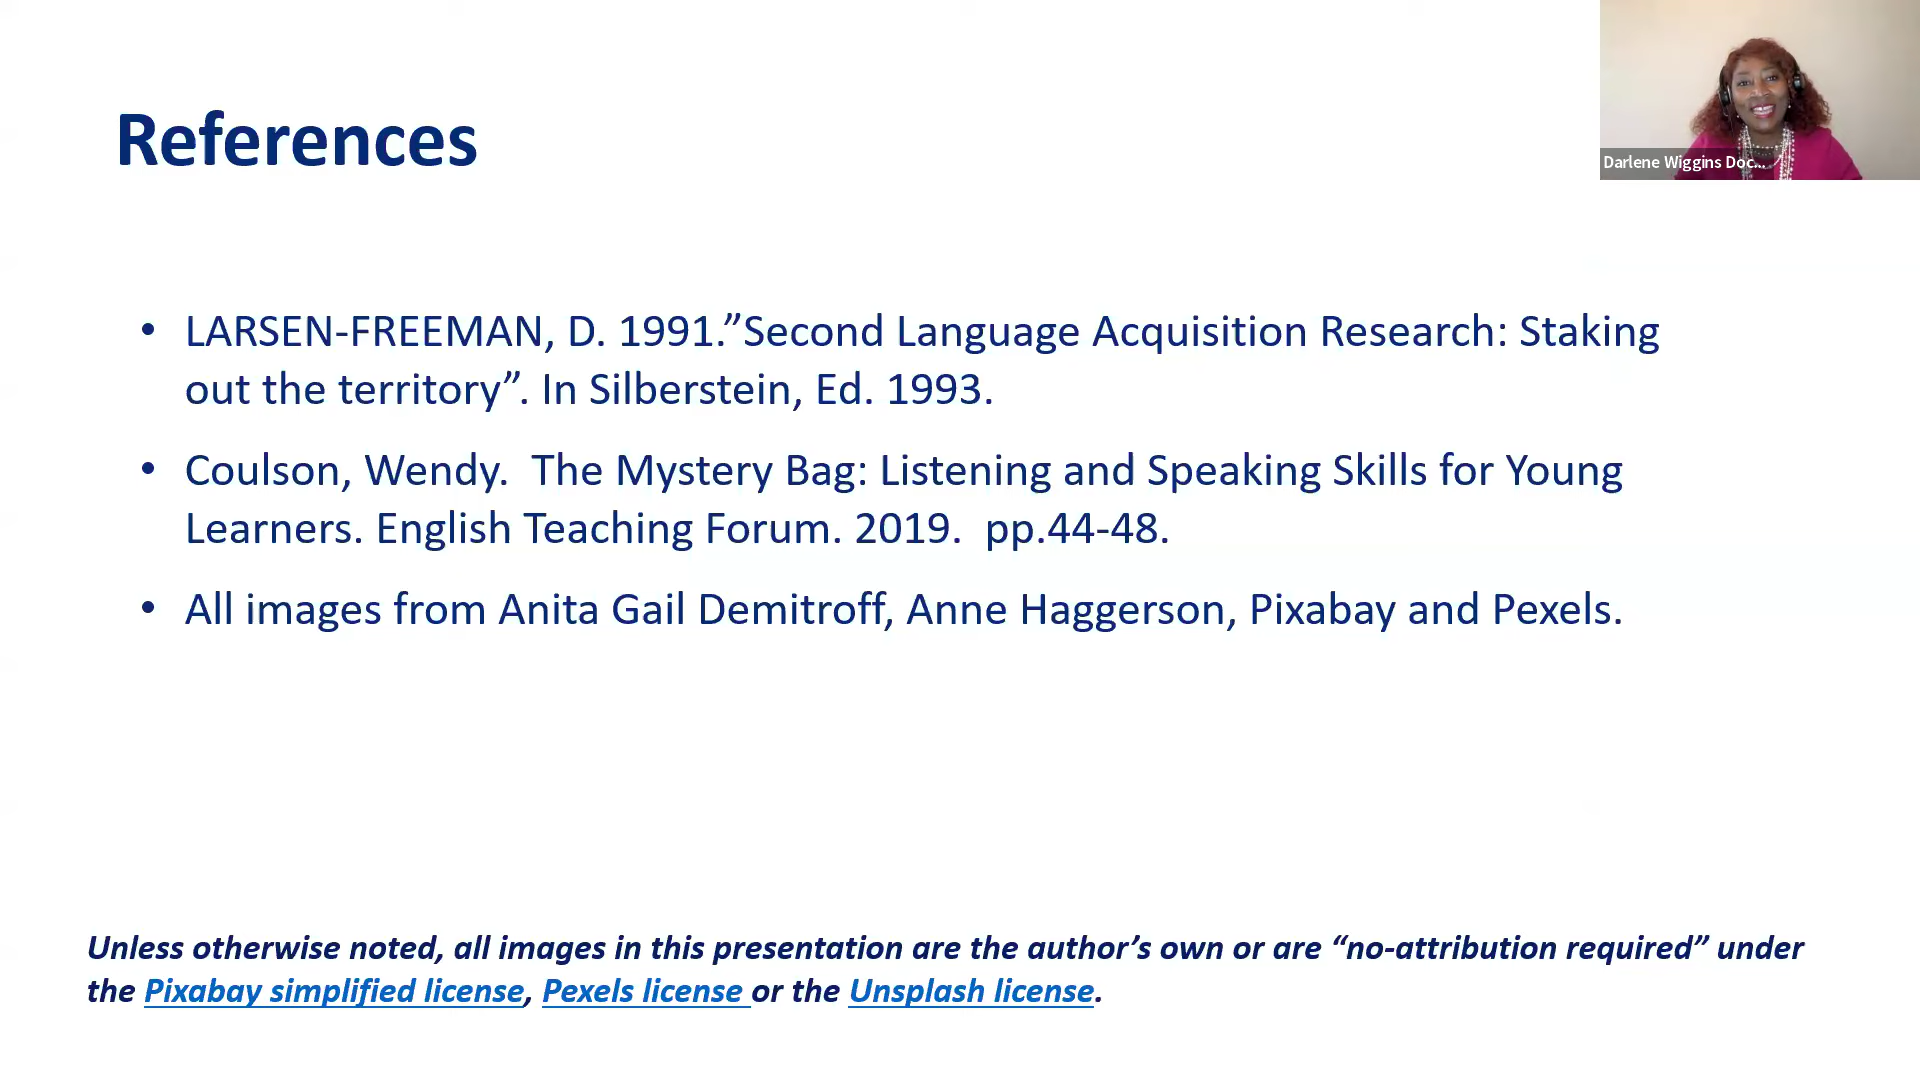 References
Darlene Wiggins Doc...
• LARSEN-FREEMAN, D. 1991.”Second Language Acquisition Research: Staking
out the territory”. In Silberstein, Ed. 1993.
• Coulson, Wendy.  The Mystery Bag: Listening and Speaking Skills for Young
Learners. English Teaching Forum. 2019.  pp.44-48.
• All images from Anita Gail Demitroff, Anne Haggerson, Pixabay and Pexels.
Unless otherwise noted, all images in this presentation are the author’s own or are “no-attribution required” under
the Pixabay simplified license, Pexels license or the Unsplash license.